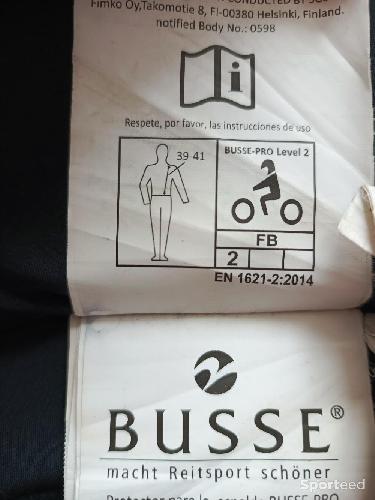 Fimko Oy,Takomotie 8, FI-00380 Helsinki, Finland.
notified Body No.: 0598
i
Respete, por favor, las instrucciones de uso
39 41
BUSSE-PRO Level 2
FB
2
EN 1621-2:2014
BUSSE®
macht Reitsport schöner
Sporteed